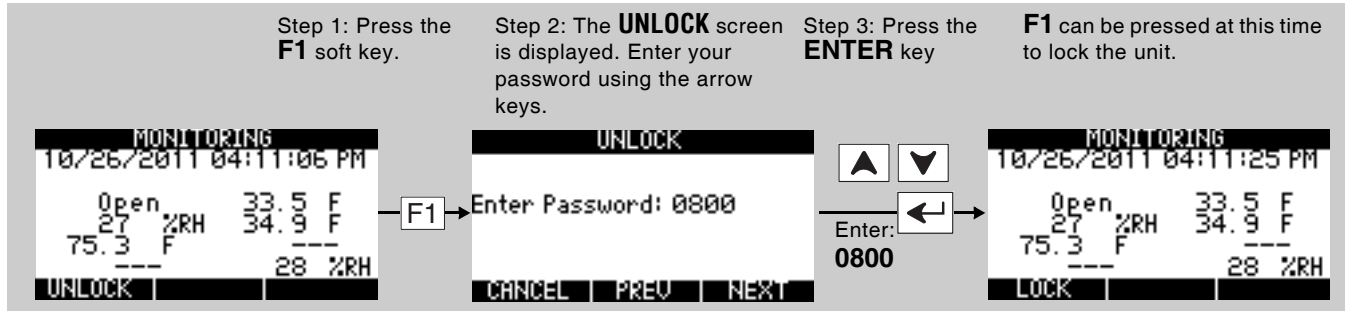 Step 1: Press the
F1 soft key.
Step 2: The UNLOCK screen
is displayed. Enter your
password using the arrow
keys.
Step 3: Press the
ENTER key
F1 can be pressed at this time
to lock the unit.
MONITORING
10/26/2011 04:11:06 PM
Open 33.5 F
27 %RH 34.9 F
75.3 F ---
--- 28 %RH
UNLOCK
F1
UNLOCK
Enter Password: 0800
CANCEL | PREV | NEXT
Enter:
0800
MONITORING
10/26/2011 04:11:25 PM
Open 33.5 F
27 %RH 34.9 F
75.3 F ---
--- 28 %RH
LOCK